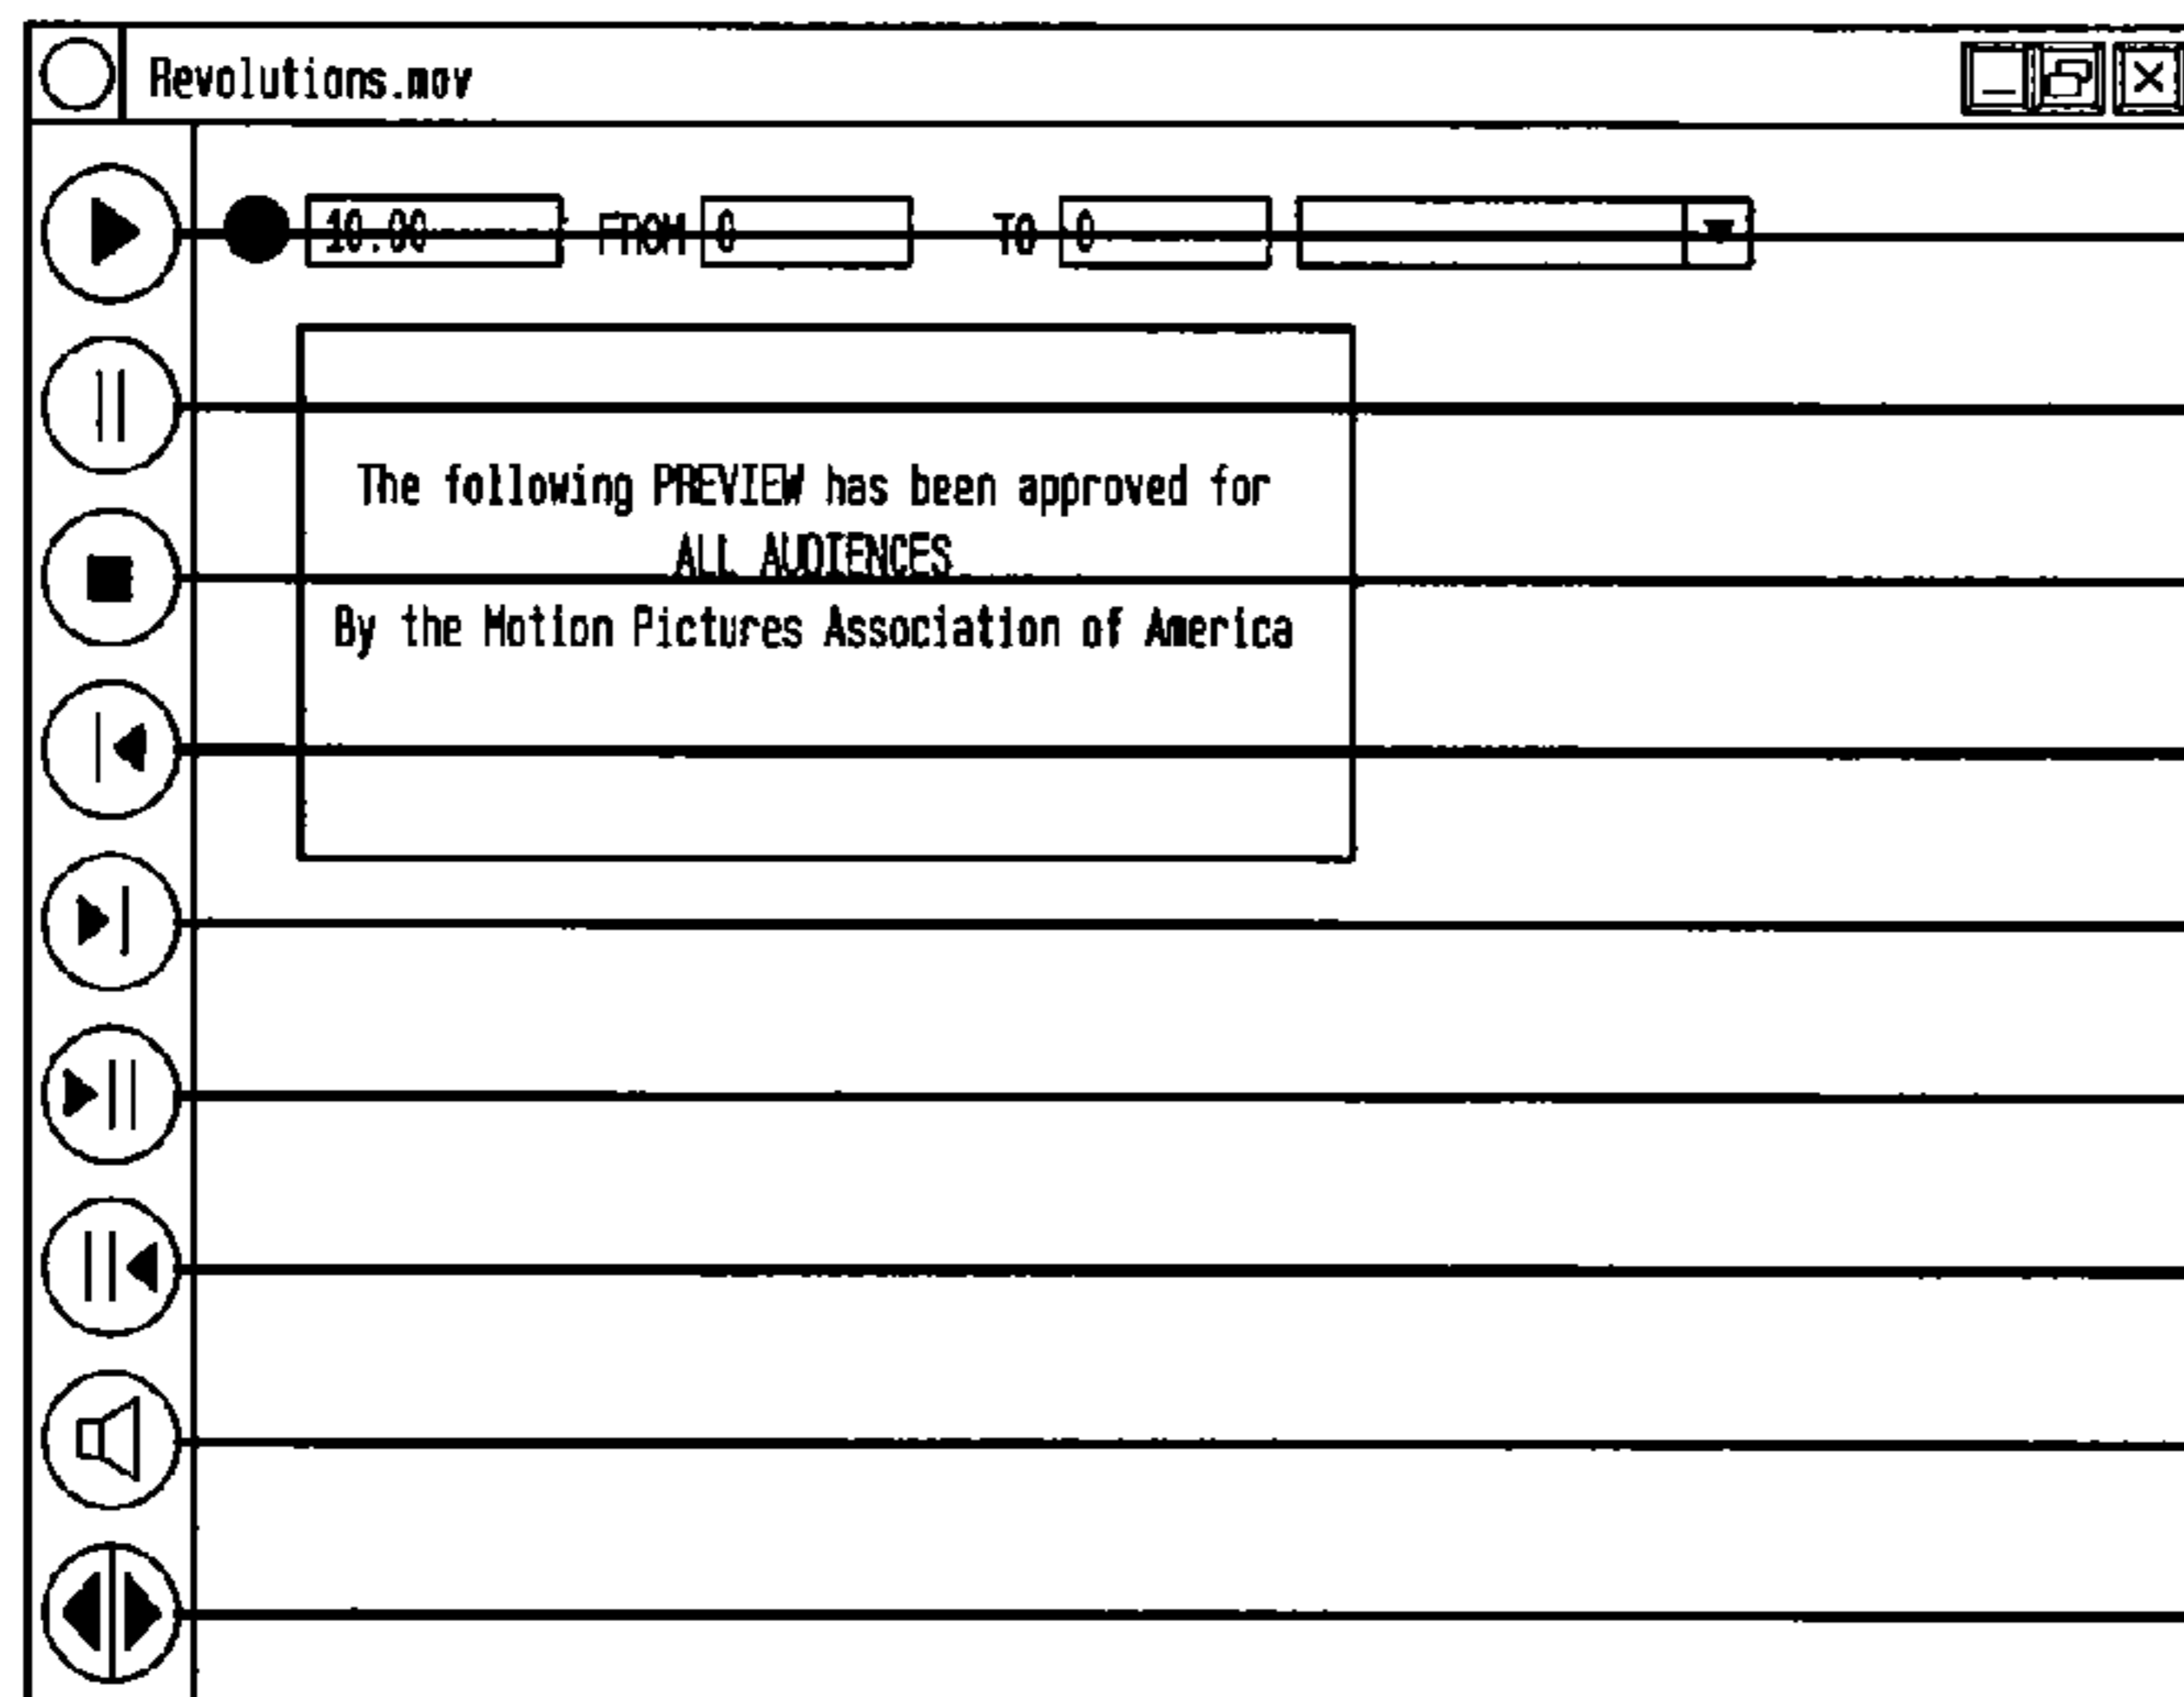 Revolutions.mov
10.00 FROM 0 TO 0
The following PREVIEW has been approved for
ALL AUDIENCES
By the Motion Pictures Association of America